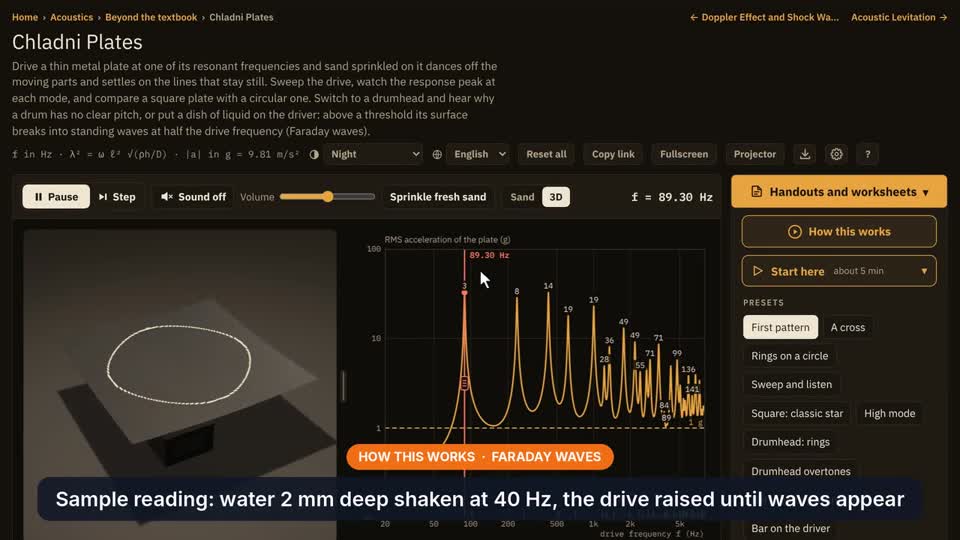 Home › Acoustics › Beyond the textbook › Chladni Plates
← Doppler Effect and Shock Wa... Acoustic Levitation →
Chladni Plates
Drive a thin metal plate at one of its resonant frequencies and sand sprinkled on it dances off the
moving parts and settles on the lines that stay still. Sweep the drive, watch the response peak at
each mode, and compare a square plate with a circular one. Switch to a drumhead and hear why
a drum has no clear pitch, or put a dish of liquid on the driver: above a threshold its surface
breaks into standing waves at half the drive frequency (Faraday waves).
f in Hz · λ² = ω ℓ² √(ρh/D) · |a| in g = 9.81 m/s² Night English Reset all Copy link Fullscreen Projector ?
Pause Step Sound off Volume Sprinkle fresh sand Sand 3D f = 89.30 Hz
RMS acceleration of the plate (g)
100
89.30 Hz
3 8 14 19 19 28 36 49 49 55 71 71 84 89 99 136 141
10
1
1 g
20 50 100 200 500 1k 2k 5k
drive frequency f (Hz)
Handouts and worksheets ▾
How this works
Start here about 5 min ▾
PRESETS
First pattern A cross
Rings on a circle
Sweep and listen
Square: classic star High mode
Drumhead: rings
Drumhead overtones
Bar on the driver
HOW THIS WORKS · FARADAY WAVES
Sample reading: water 2 mm deep shaken at 40 Hz, the drive raised until waves appear